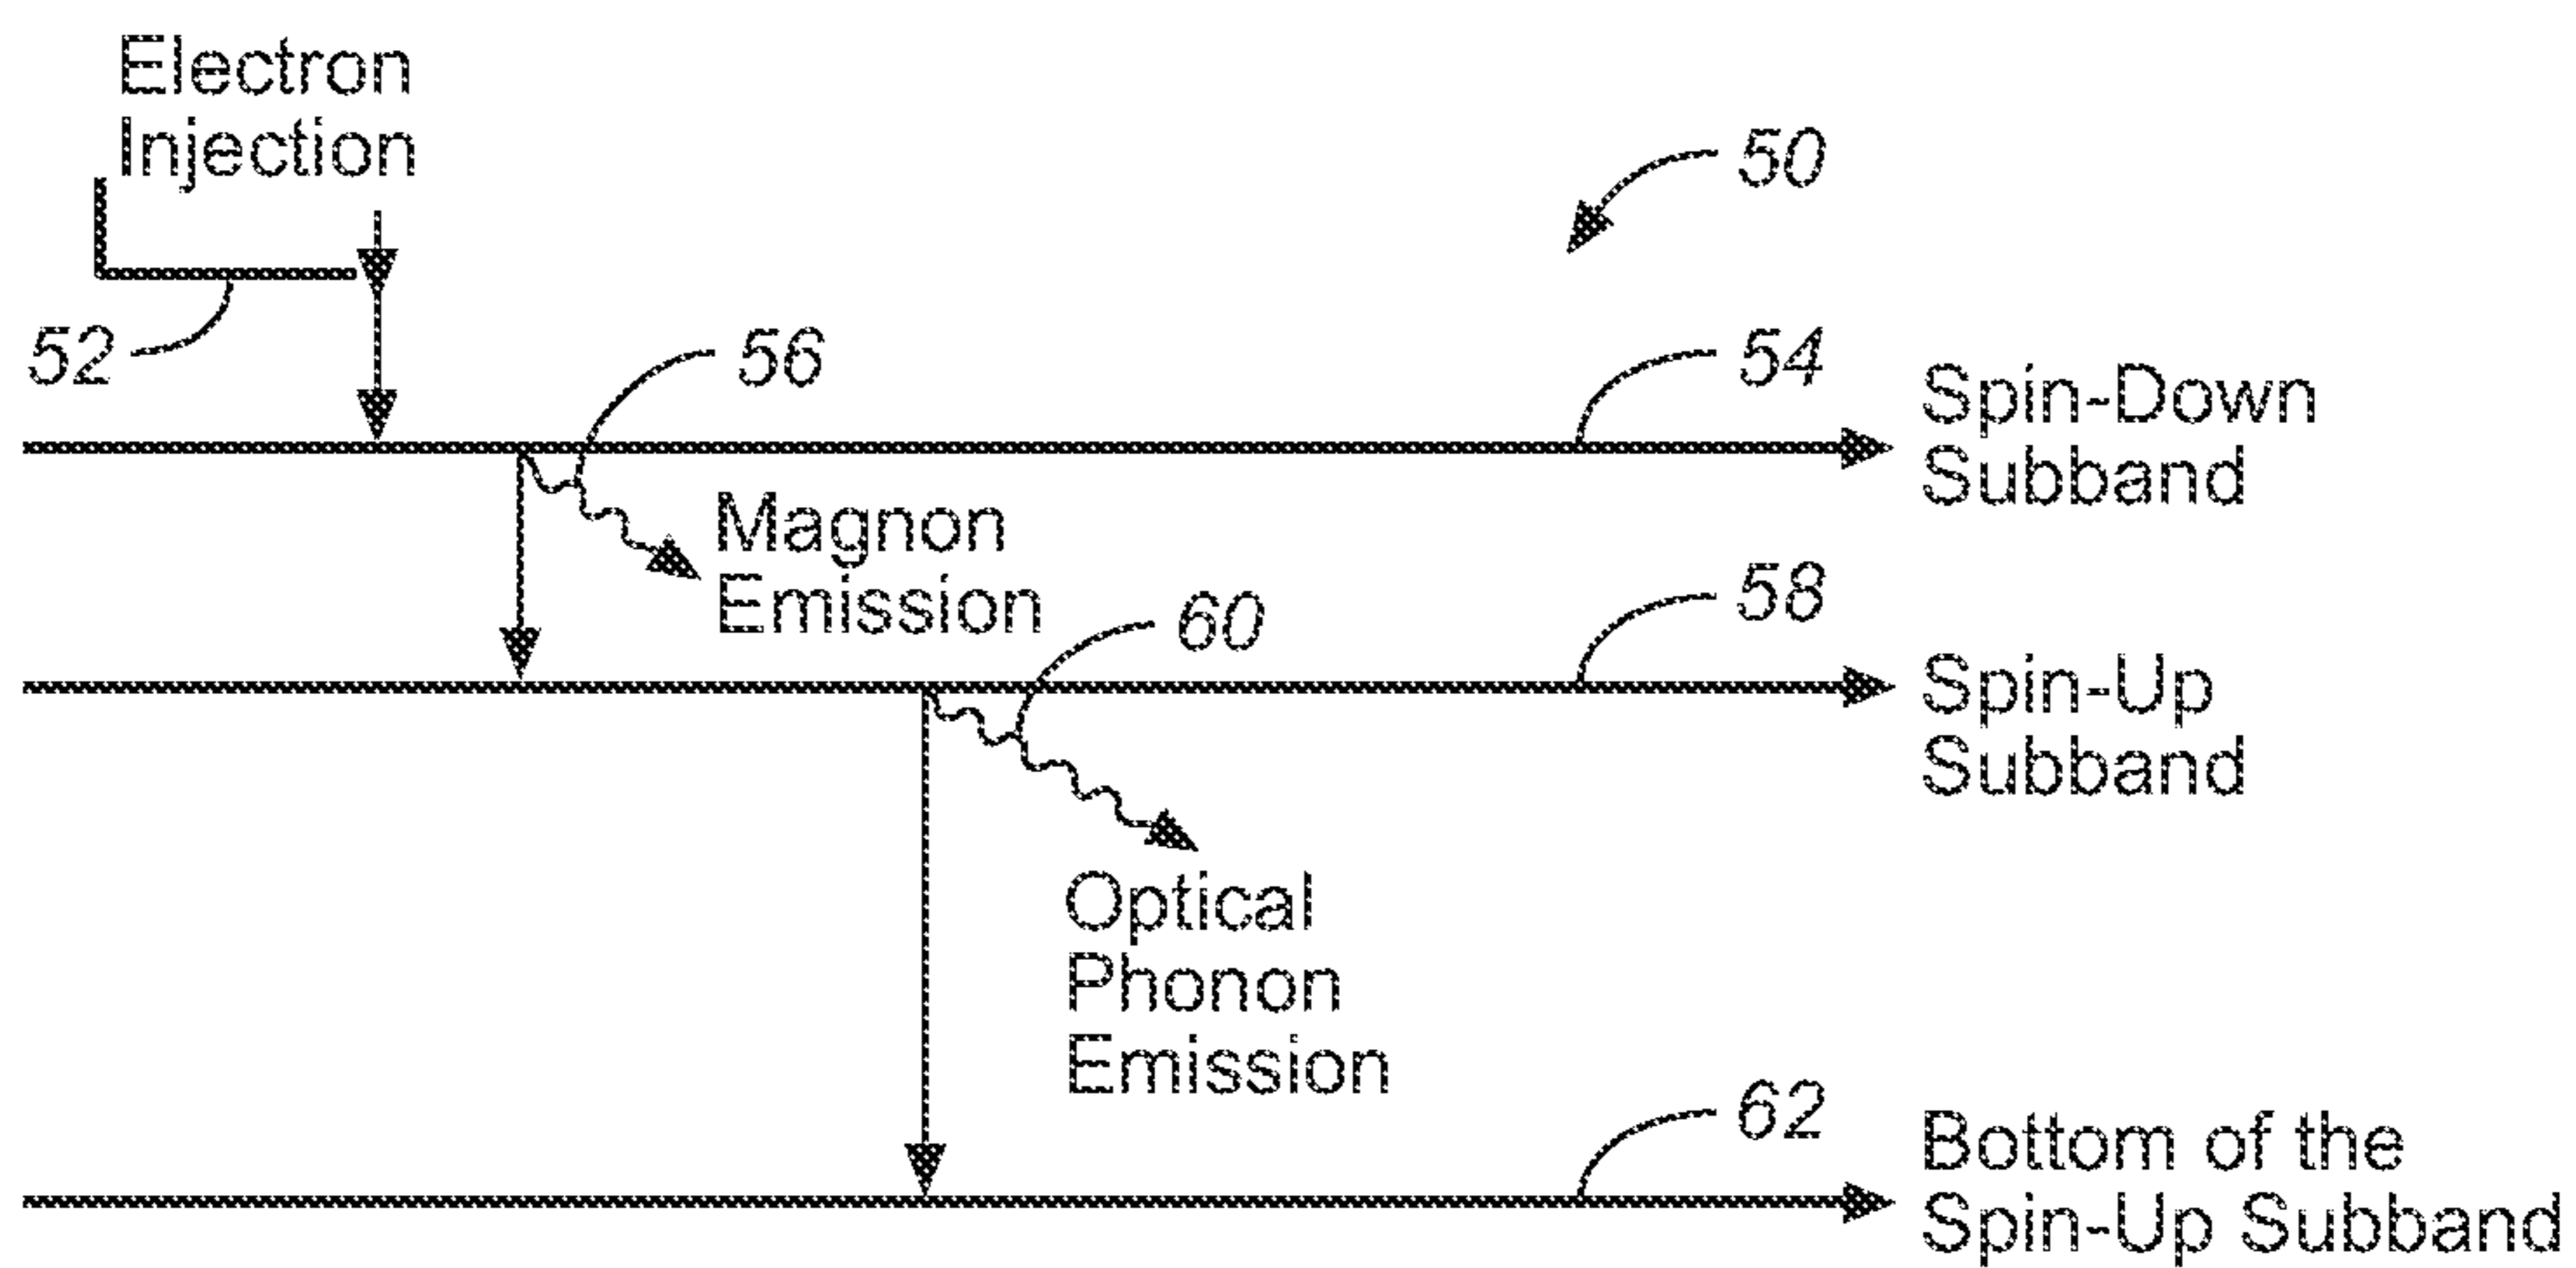 Electron
Injection
50
52
56
54
Spin-Down
Subband
Magnon
Emission
58
60
Spin-Up
Subband
Optical
Phonon
Emission
62
Bottom of the
Spin-Up Subband